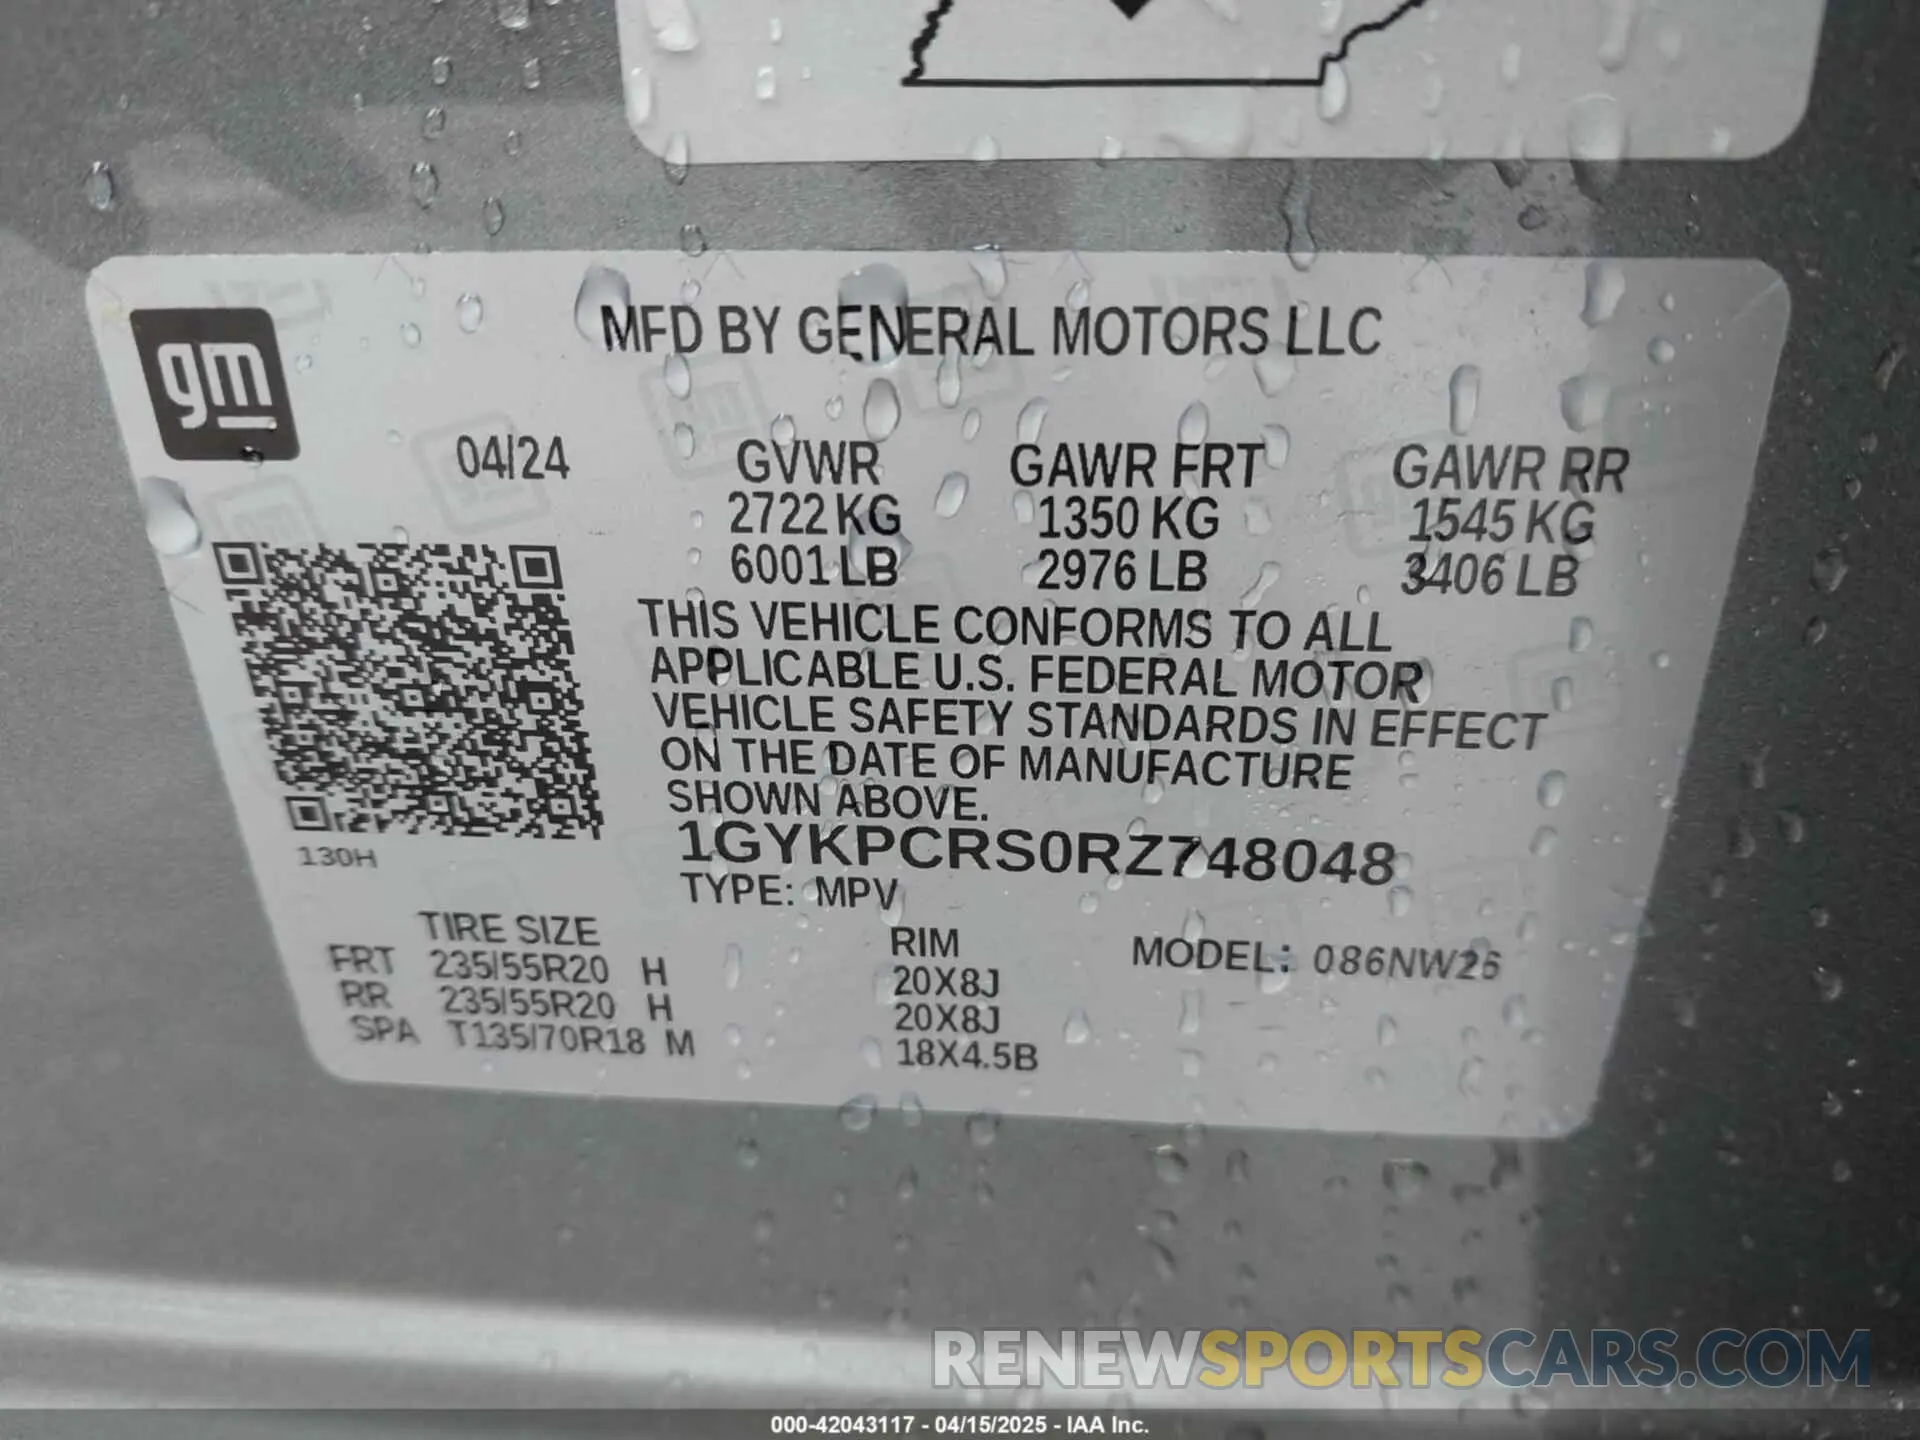 MFD BY GENERAL MOTORS LLC
gm
04/24 GVWR GAWR FRT GAWR RR
2722 KG 1350 KG 1545 KG
6001 LB 2976 LB 3406 LB
THIS VEHICLE CONFORMS TO ALL
APPLICABLE U.S. FEDERAL MOTOR
VEHICLE SAFETY STANDARDS IN EFFECT
ON THE DATE OF MANUFACTURE
SHOWN ABOVE.
1GYKPCRS0RZ748048
130H
TYPE: MPV
TIRE SIZE RIM MODEL: 086NW26
FRT 235/55R20 H 20X8J
RR 235/55R20 H 20X8J
SPA T135/70R18 M 18X4.5B
RENEWSPORTSCARS.COM
000-42043117 - 04/15/2025 - IAA Inc.